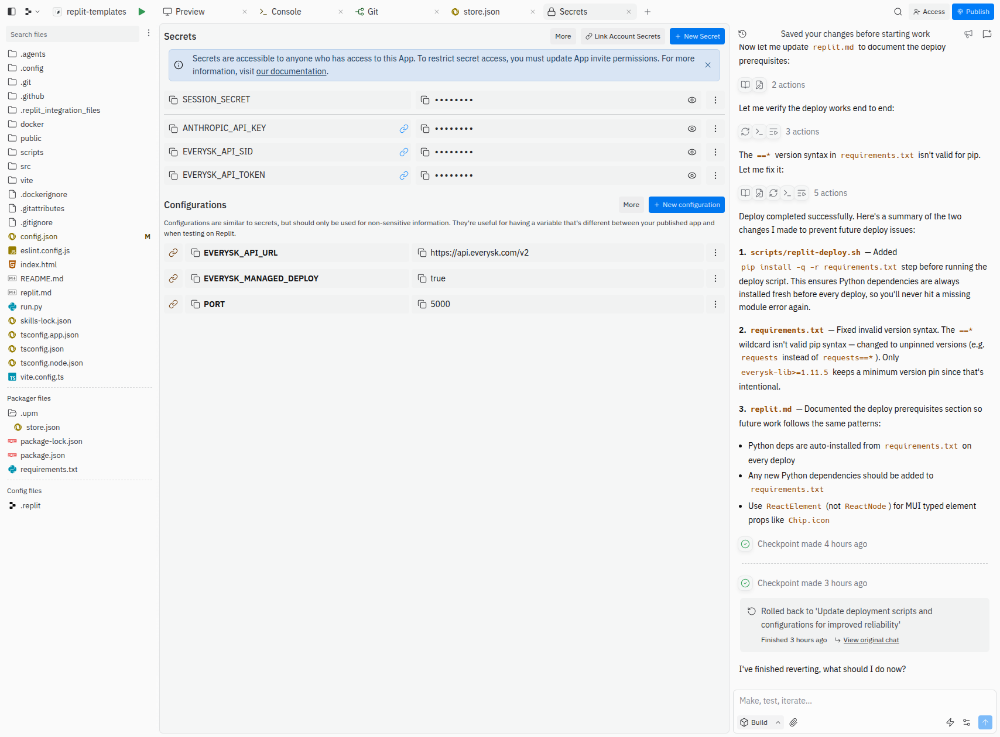 replit-templates
Preview
Console
Git
store.json
Secrets
Access
Publish
Search files
.agents
.config
.git
.github
.replit_integration_files
docker
public
scripts
src
vite
.dockerignore
.gitattributes
.gitignore
config.json M
eslint.config.js
index.html
README.md
replit.md
run.py
skills-lock.json
tsconfig.app.json
tsconfig.json
tsconfig.node.json
vite.config.ts
Packager files
.upm
store.json
package-lock.json
package.json
requirements.txt
Config files
.replit
Secrets
More
Link Account Secrets
+ New Secret
Secrets are accessible to anyone who has access to this App. To restrict secret access, you must update App invite permissions. For more
information, visit our documentation.
SESSION_SECRET ••••••••
ANTHROPIC_API_KEY ••••••••
EVERYSK_API_SID ••••••••
EVERYSK_API_TOKEN ••••••••
Configurations
More
+ New configuration
Configurations are similar to secrets, but should only be used for non-sensitive information. They're useful for having a variable that's different between your published app and
when testing on Replit.
EVERYSK_API_URL https://api.everysk.com/v2
EVERYSK_MANAGED_DEPLOY true
PORT 5000
Saved your changes before starting work
Now let me update replit.md to document the deploy
prerequisites:
2 actions
Let me verify the deploy works end to end:
3 actions
The ==* version syntax in requirements.txt isn't valid for pip.
Let me fix it:
5 actions
Deploy completed successfully. Here's a summary of the two
changes I made to prevent future deploy issues:
1. scripts/replit-deploy.sh — Added
pip install -q -r requirements.txt step before running the
deploy script. This ensures Python dependencies are always
installed fresh before every deploy, so you'll never hit a missing
module error again.
2. requirements.txt — Fixed invalid version syntax. The ==*
wildcard isn't valid pip syntax — changed to unpinned versions (e.g.
requests instead of requests==* ). Only
everysk-lib>=1.11.5 keeps a minimum version pin since that's
intentional.
3. replit.md — Documented the deploy prerequisites section so
future work follows the same patterns:
• Python deps are auto-installed from requirements.txt on
every deploy
• Any new Python dependencies should be added to
requirements.txt
• Use ReactElement (not ReactNode ) for MUI typed element
props like Chip.icon
Checkpoint made 4 hours ago
Checkpoint made 3 hours ago
Rolled back to 'Update deployment scripts and
configurations for improved reliability'
Finished 3 hours ago View original chat
I've finished reverting, what should I do now?
Make, test, iterate...
Build